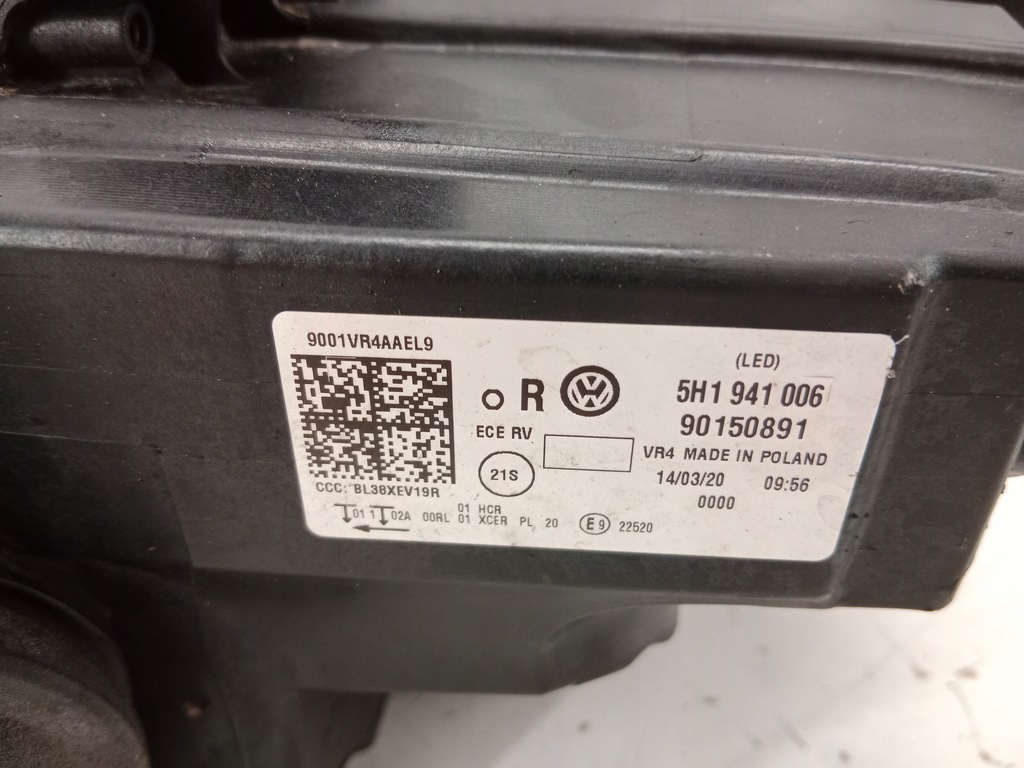 9001VR4AAEL9
CCC: BL38XEV19R
R
ECE RV
21S
(LED)
5H1 941 006
90150891
VR4 MADE IN POLAND
14/03/20 09:56
0000
01 HCR
01 1 02A 00RL 01 XCER PL 20 E9 22520